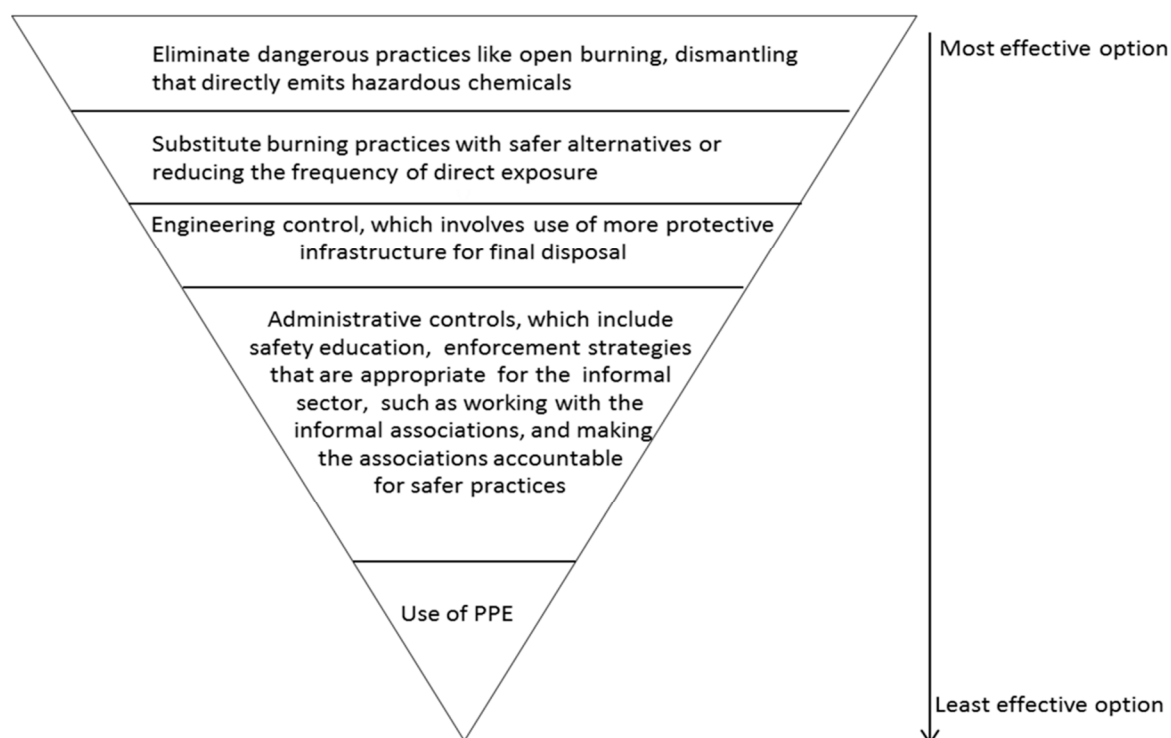 Eliminate dangerous practices like open burning, dismantling
that directly emits hazardous chemicals
Most effective option
Substitute burning practices with safer alternatives or
reducing the frequency of direct exposure
Engineering control, which involves use of more protective
infrastructure for final disposal
Administrative controls, which include
safety education, enforcement strategies
that are appropriate for the informal
sector, such as working with the
informal associations, and making
the associations accountable
for safer practices
Use of PPE
Least effective option